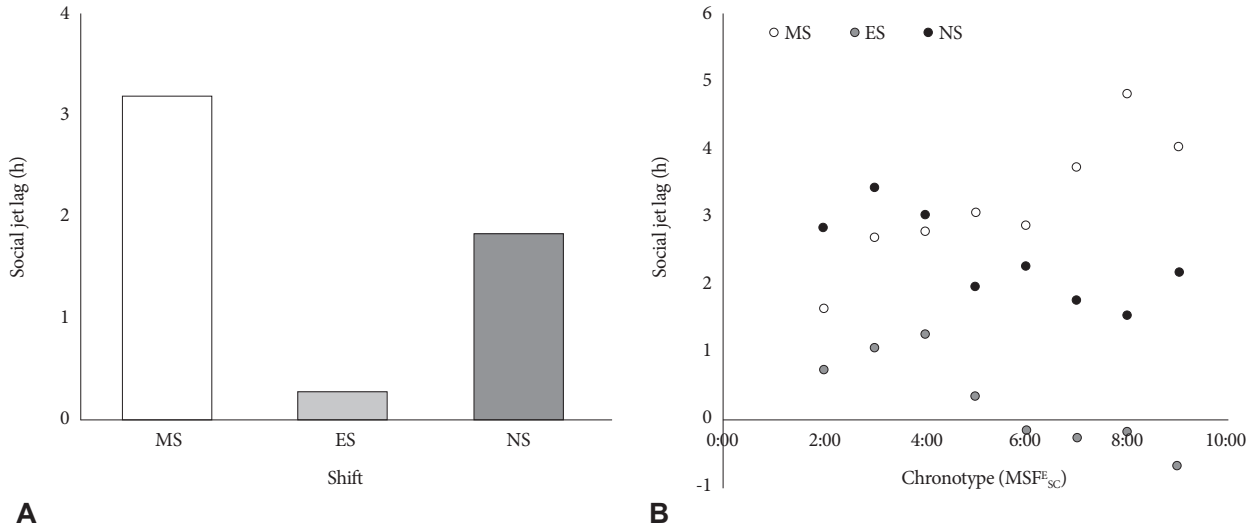 4
3
2
1
0
Social jet lag (h)
MS ES NS
Shift
A
6
5
4
3
2
1
0
-1
Social jet lag (h)
MS ES NS
0:00 2:00 4:00 6:00 8:00 10:00
Chronotype (MSFᴱSC)
B